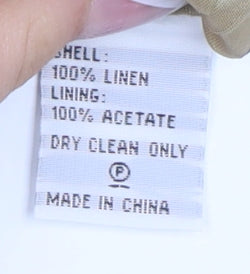 SHELL:
100% LINEN
LINING:
100% ACETATE
DRY CLEAN ONLY
P
MADE IN CHINA